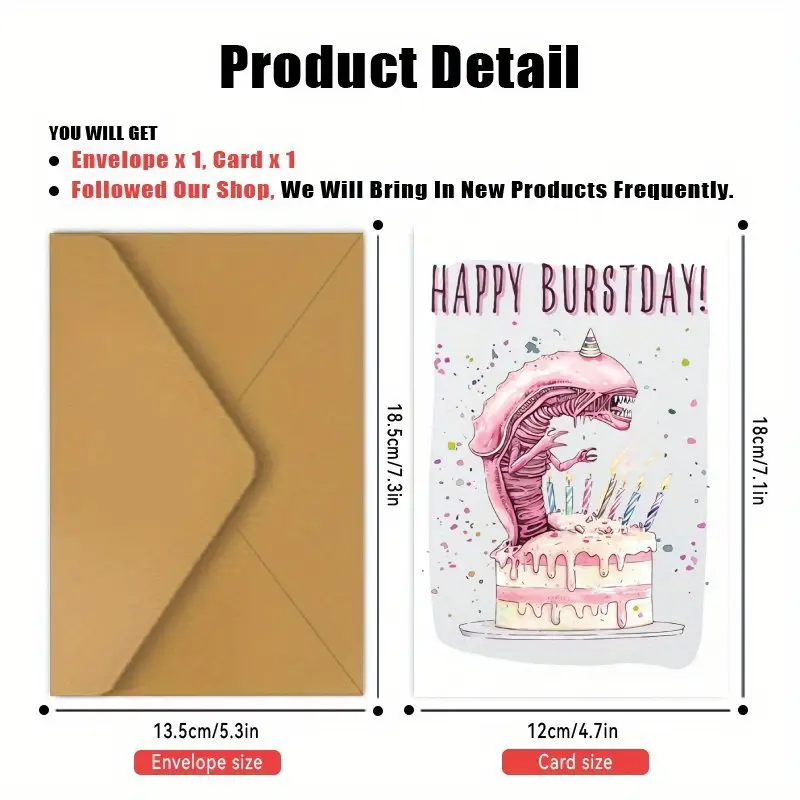 Product Detail
YOU WILL GET
• Envelope x 1, Card x 1
• Followed Our Shop, We Will Bring In New Products Frequently.
HAPPY BURSTDAY!
18.5cm/7.3in
18cm/7.1in
13.5cm/5.3in
12cm/4.7in
Envelope size
Card size